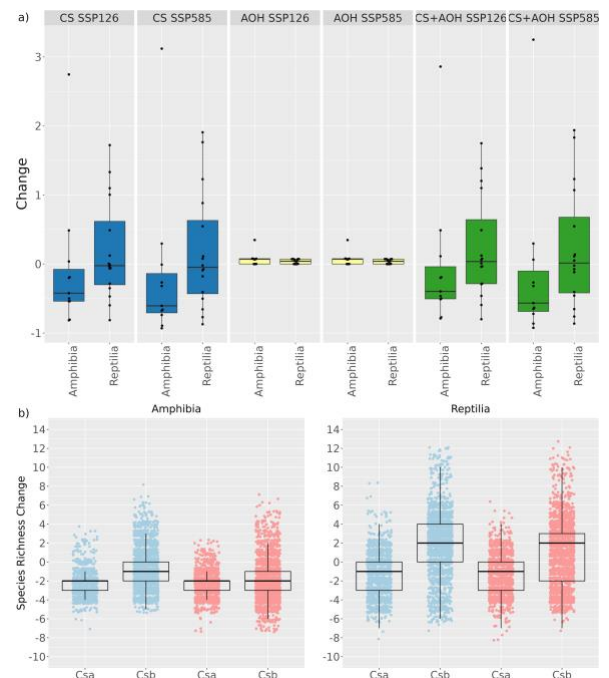 a)
CS SSP126 CS SSP585 AOH SSP126 AOH SSP585 CS+AOH SSP126 CS+AOH SSP585
3
2
1
0
-1
Change
Amphibia Reptilia Amphibia Reptilia Amphibia Reptilia Amphibia Reptilia Amphibia Reptilia Amphibia Reptilia
b)
Amphibia Reptilia
14 14
12 12
10 10
8 8
6 6
4 4
2 2
0 0
-2 -2
-4 -4
-6 -6
-8 -8
-10 -10
Species Richness Change
Csa Csb Csa Csb Csa Csb Csa Csb